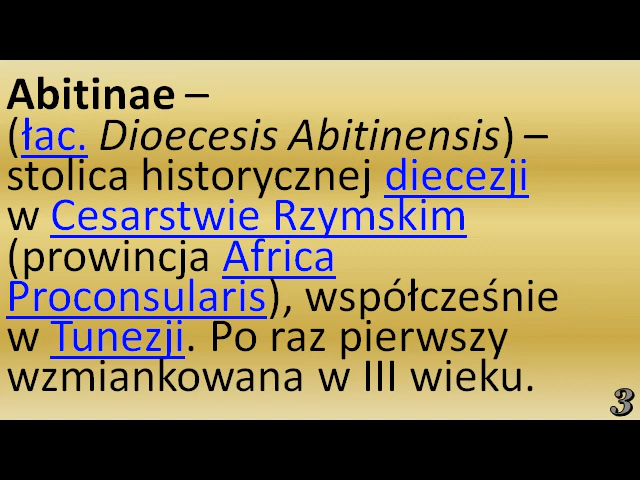 Abitinae –
(łac. Dioecesis Abitinensis) –
stolica historycznej diecezji
w Cesarstwie Rzymskim
(prowincja Africa
Proconsularis), współcześnie
w Tunezji. Po raz pierwszy
wzmiankowana w III wieku.
3